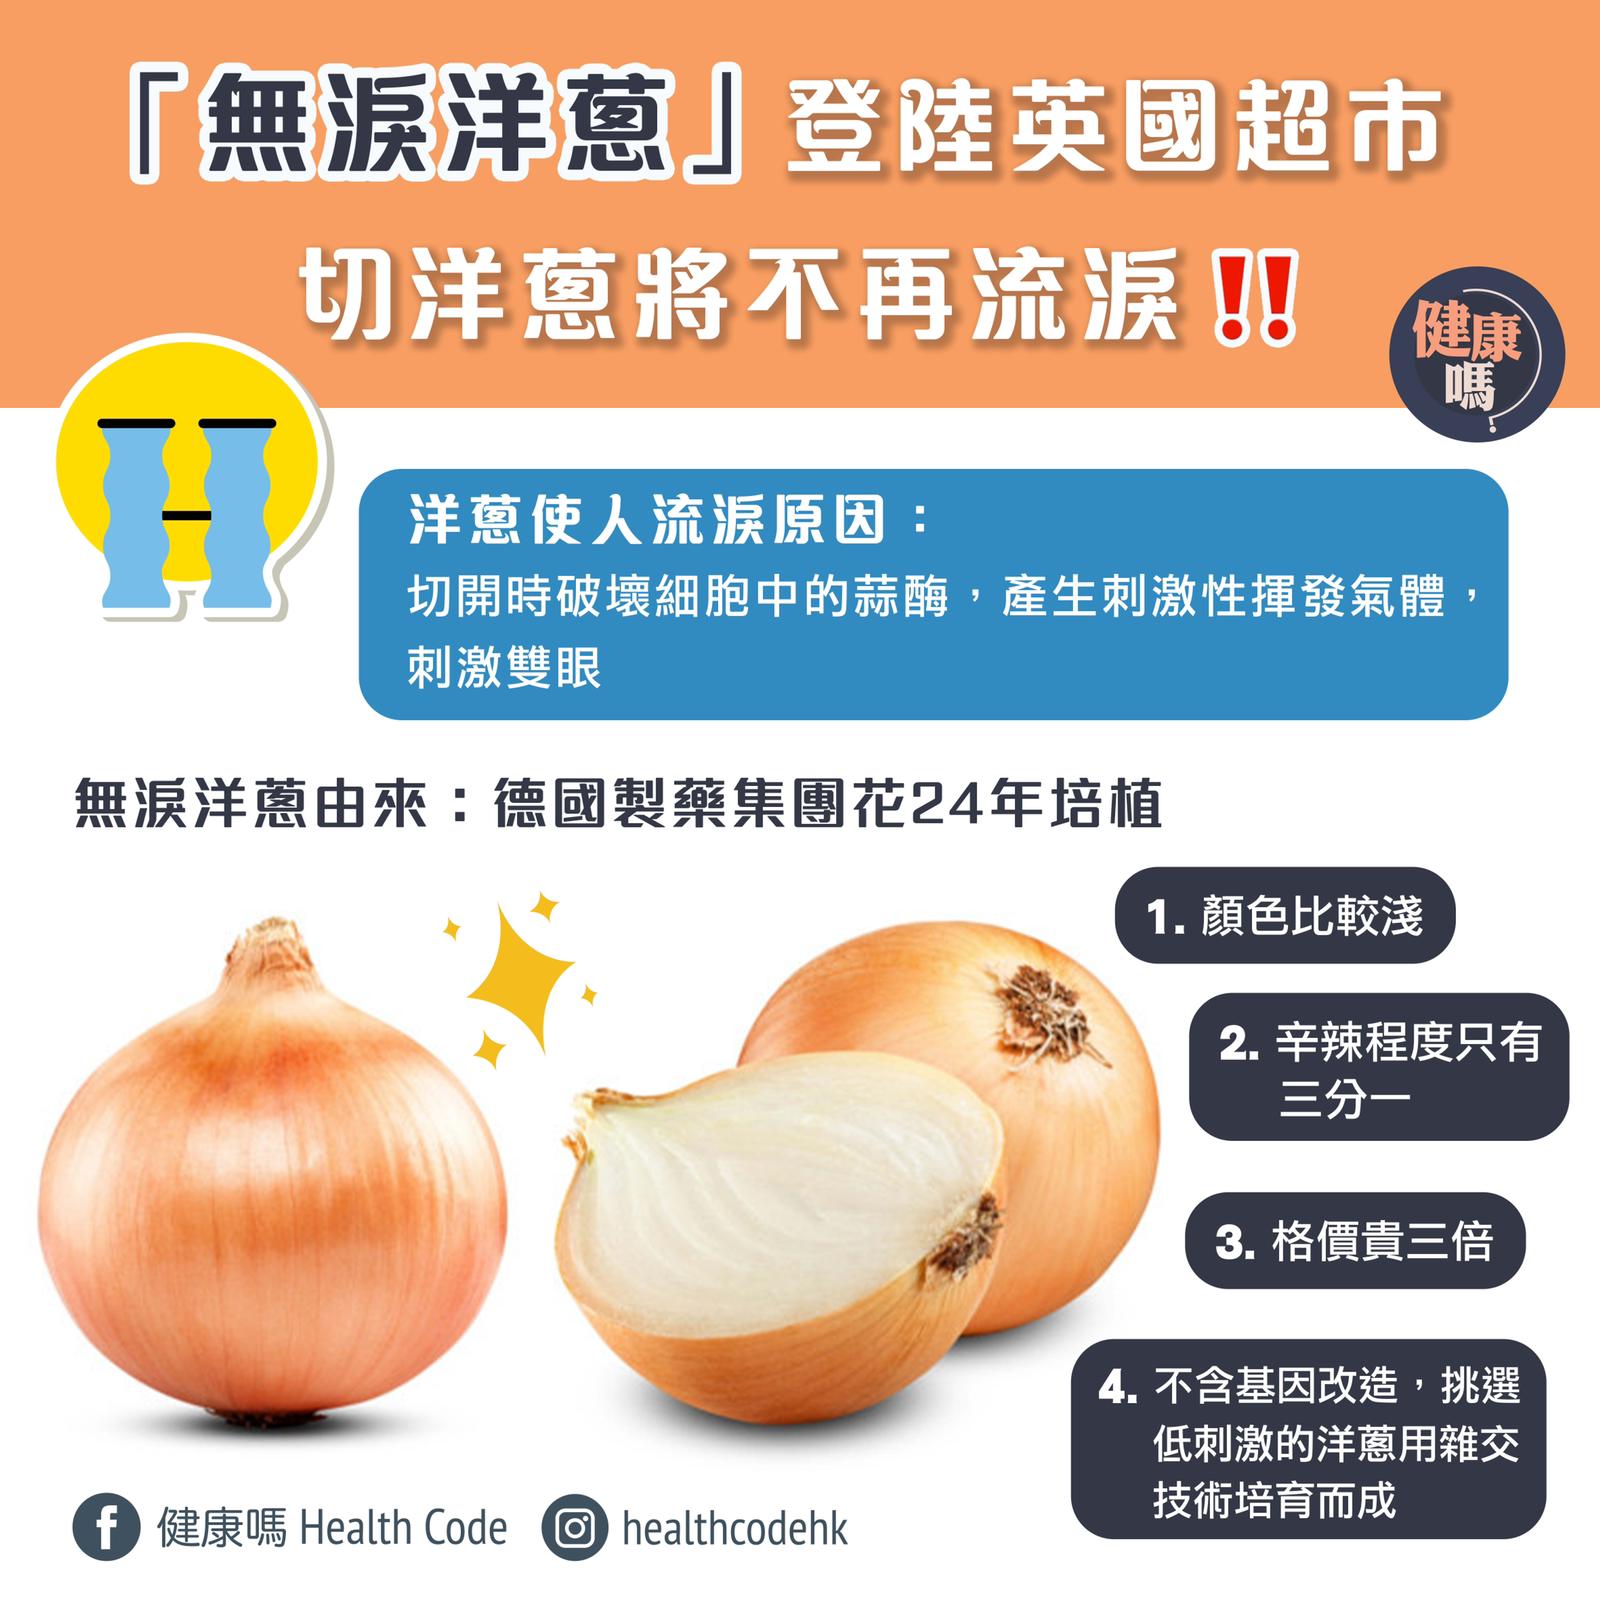 「無淚洋蔥」登陸英國超市
切洋蔥將不再流淚‼
健康
嗎?
洋蔥使人流淚原因：
切開時破壞細胞中的蒜酶，產生刺激性揮發氣體，
刺激雙眼
無淚洋蔥由來：德國製藥集團花24年培植
1. 顏色比較淺
2. 辛辣程度只有
三分一
3. 格價貴三倍
4. 不含基因改造，挑選
低刺激的洋蔥用雜交
技術培育而成
健康嗎 Health Code
healthcodehk